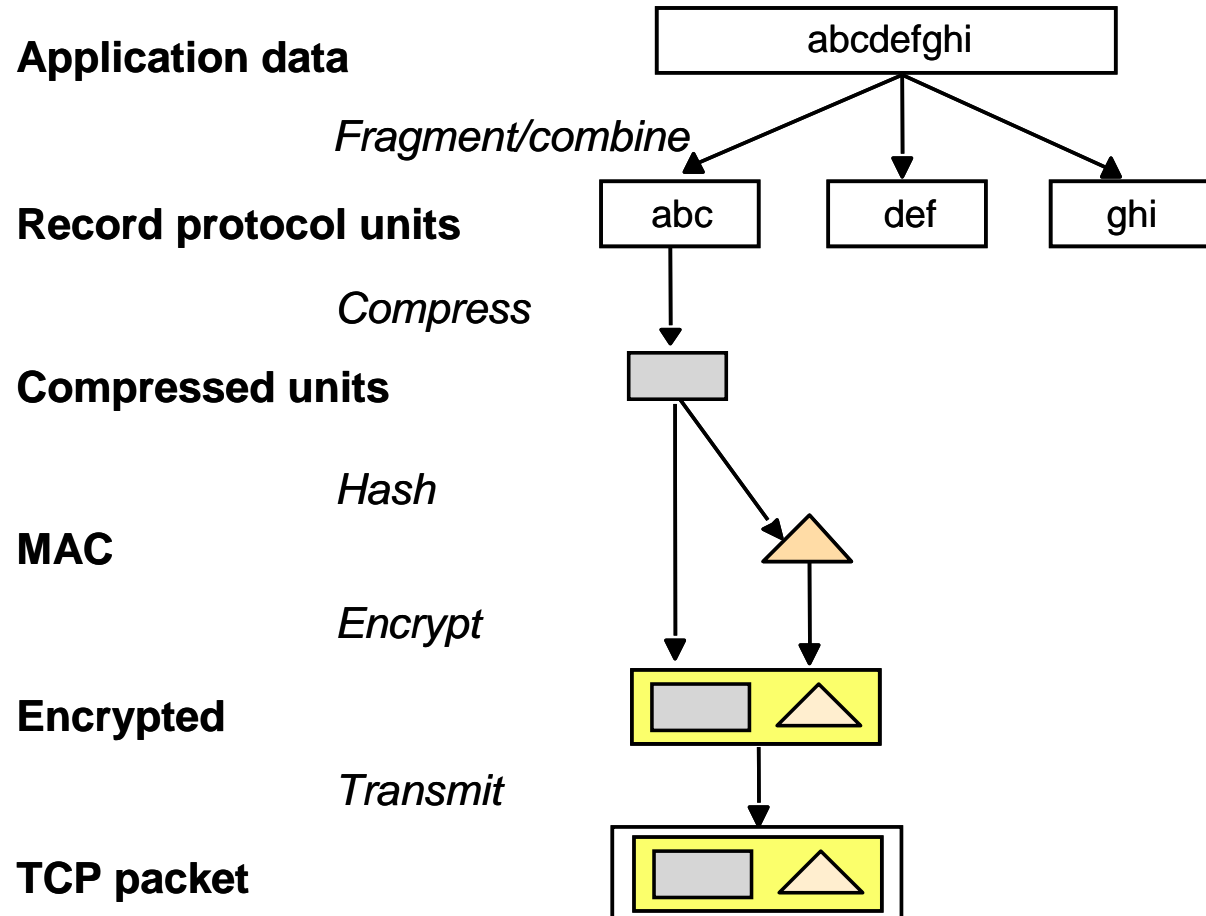 Application data
abcdefghi
Fragment/combine
Record protocol units
abc
def
ghi
Compress
Compressed units
Hash
MAC
Encrypt
Encrypted
Transmit
TCP packet